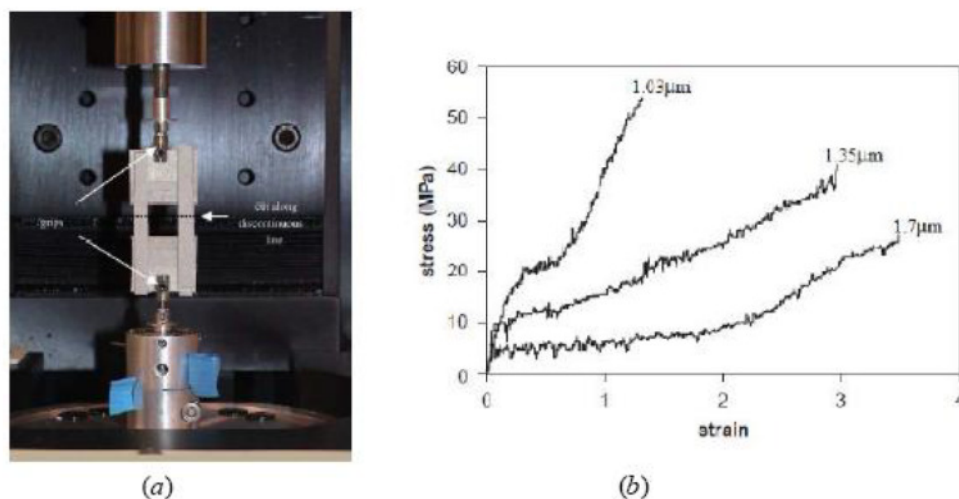 grips
Slit along
discontinuous
line
(a)
60
50
40
30
20
10
0
stress (MPa)
0
1
2
3
4
strain
1.03µm
1.35µm
1.7µm
(b)